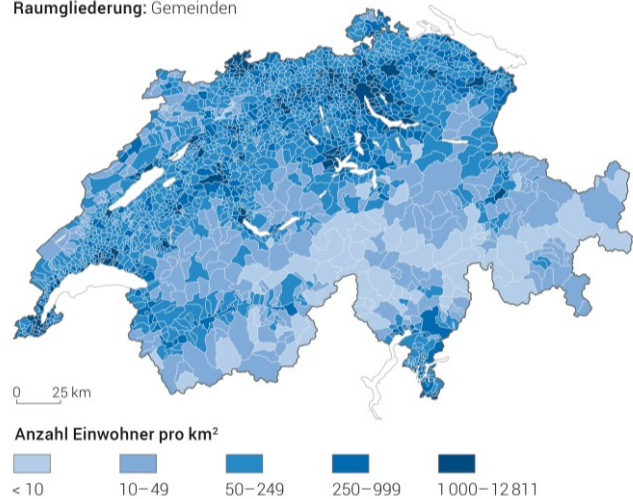 Raumgliederung: Gemeinden
0 25 km
Anzahl Einwohner pro km²
< 10 10–49 50–249 250–999 1 000–12 811